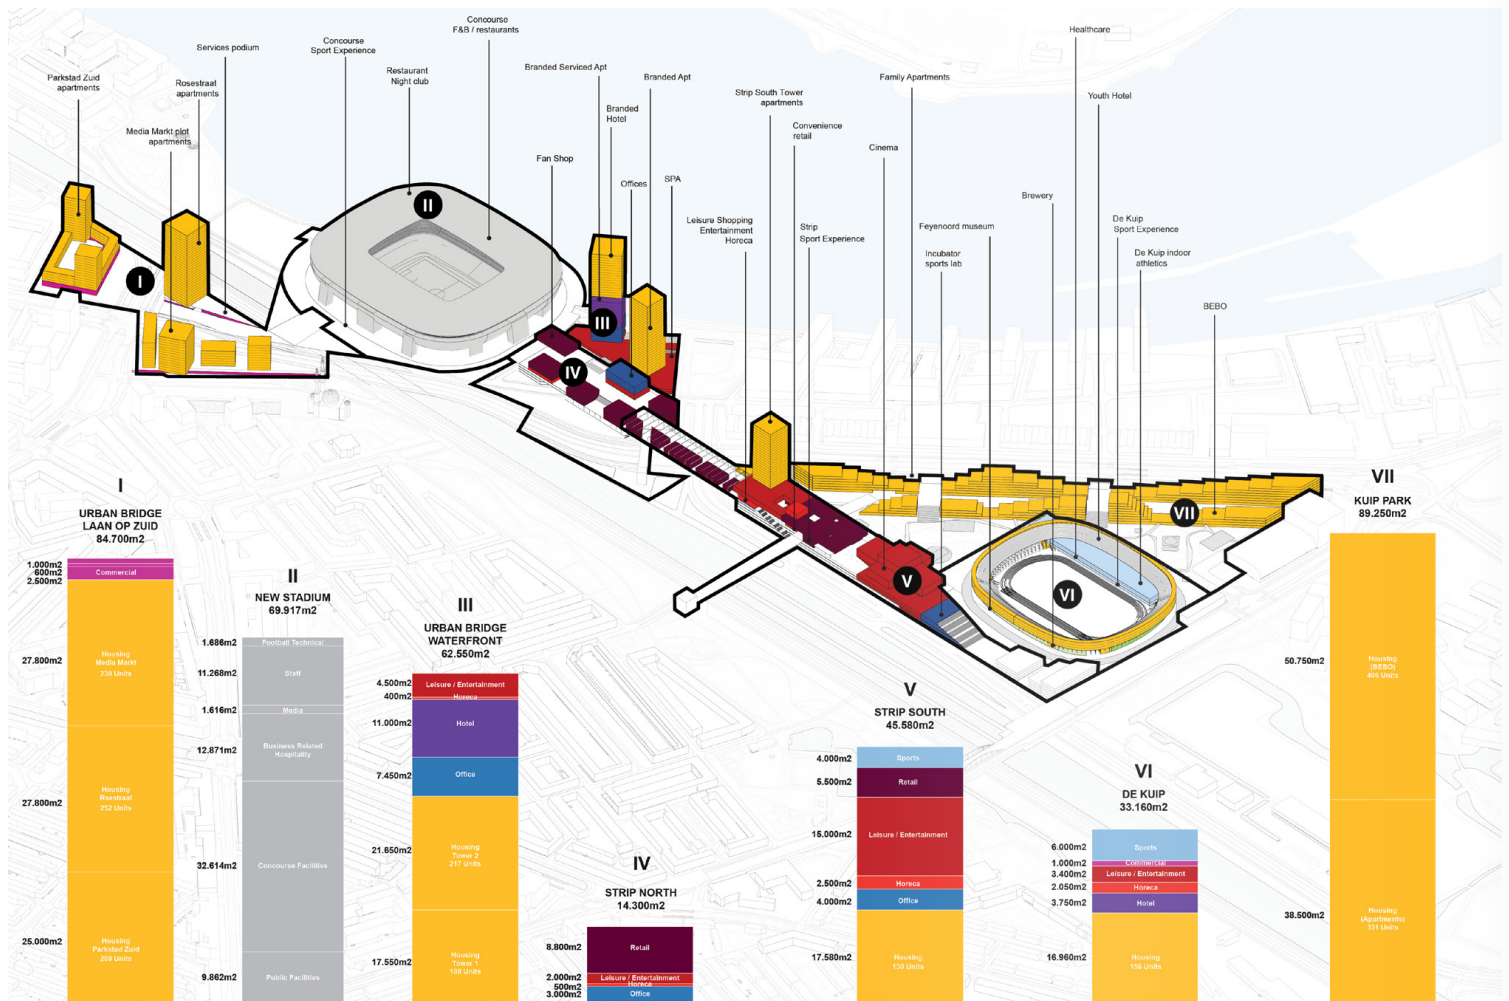 Concourse
F&B / restaurants
Concourse
Sport Experience
Services podium
Restaurant
Night club
Parkstad Zuid
apartments
Rosestraat
apartments
Media Markt plot
apartments
Branded Serviced Apt
Branded Apt
Branded
Hotel
Fan Shop
Offices
SPA
Strip South Tower
apartments
Convenience
retail
Leisure Shopping
Entertainment
Horeca
Strip
Sport Experience
Cinema
Family Apartments
Healthcare
Youth Hotel
Brewery
Feyenoord museum
Incubator
sports lab
De Kuip
Sport Experience
De Kuip indoor
athletics
BEBO
I
II
III
IV
V
VI
VII
I
URBAN BRIDGE
LAAN OP ZUID
84.700m2
1.000m2
600m2
2.500m2
Commercial
27.800m2
Housing
Media Markt
230 Units
27.800m2
Housing
Rsestraat
252 Units
25.000m2
Housing
Parkstad Zuid
208 Units
II
NEW STADIUM
69.917m2
1.686m2
Football Technical
11.268m2
Staff
1.616m2
Media
12.871m2
Business Related
Hospitality
32.614m2
Concourse Facilities
9.862m2
Public Facilities
III
URBAN BRIDGE
WATERFRONT
62.550m2
4.500m2
Leisure / Entertainment
400m2
Horeca
11.000m2
Hotel
7.450m2
Office
21.650m2
Housing
Tower 2
217 Units
17.550m2
Housing
Tower 1
188 Units
IV
STRIP NORTH
14.300m2
8.800m2
Retail
2.000m2
Leisure / Entertainment
500m2
Horeca
3.000m2
Office
V
STRIP SOUTH
45.580m2
4.000m2
Sports
5.500m2
Retail
15.000m2
Leisure / Entertainment
2.500m2
Horeca
4.000m2
Office
17.580m2
Housing
138 Units
VI
DE KUIP
33.160m2
6.000m2
Sports
1.000m2
Commercial
3.400m2
Leisure / Entertainment
2.050m2
Horeca
3.750m2
Hotel
16.960m2
Housing
156 Units
VII
KUIP PARK
89.250m2
50.750m2
Housing
(BEBO)
406 Units
38.500m2
Housing
(Apartments)
331 Units